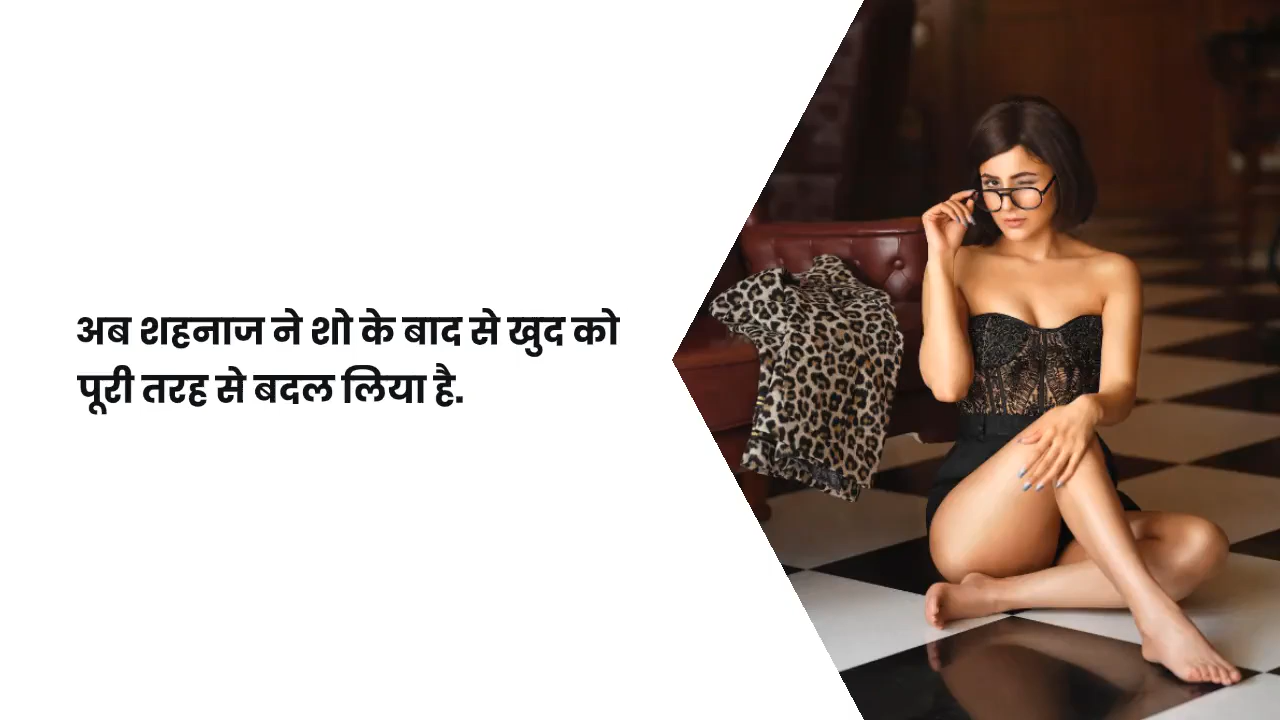 अब शहनाज ने शो के बाद से खुद को
पूरी तरह से बदल लिया है.